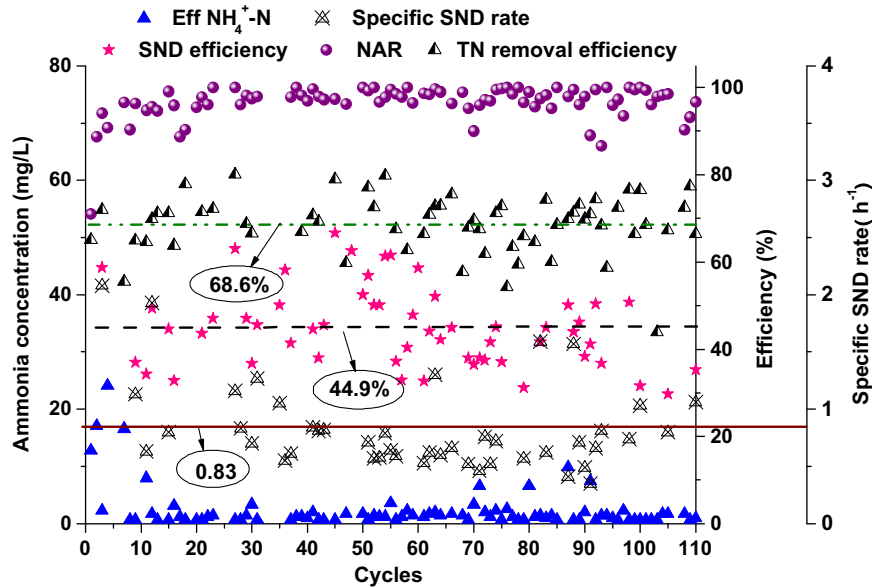 Eff NH₄⁺-N Specific SND rate
SND efficiency NAR TN removal efficiency
80
60
40
20
0
Ammonia concentration (mg/L)
0 10 20 30 40 50 60 70 80 90 100 110
Cycles
100
80
60
40
20
0
Efficiency (%)
4
3
2
1
0
Specific SND rate( h⁻¹)
68.6%
44.9%
0.83